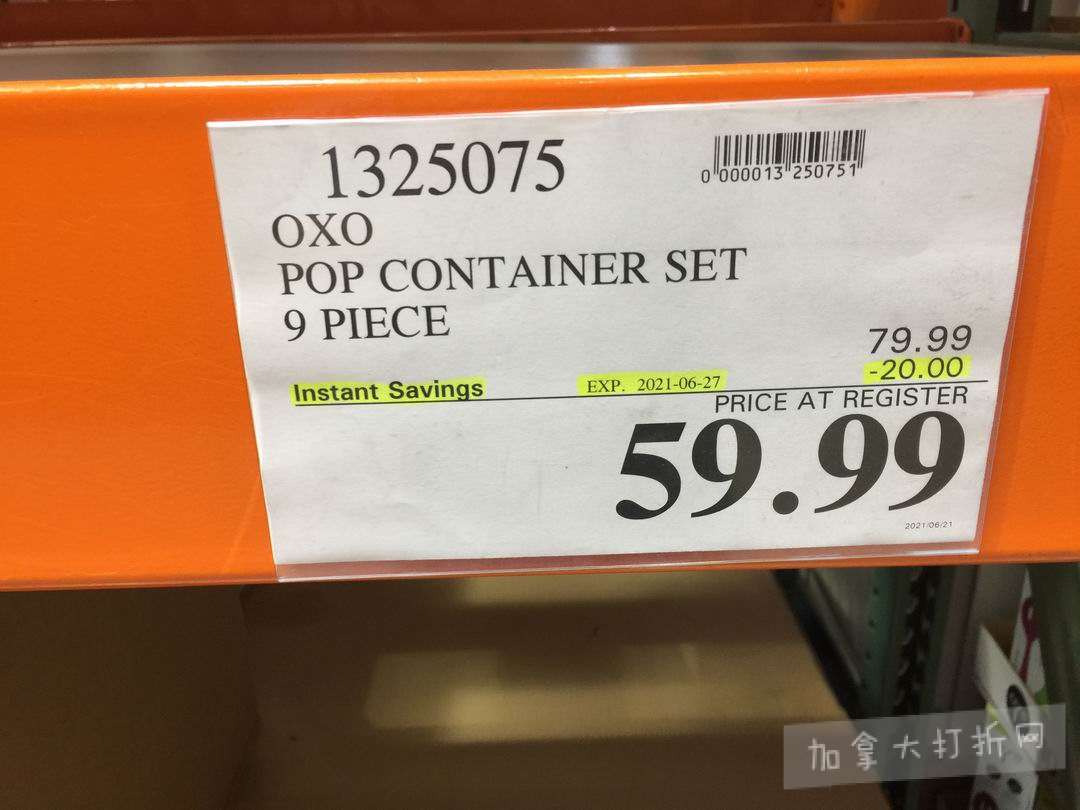 1325075
0 000013 250751
OXO
POP CONTAINER SET
9 PIECE
79.99
Instant Savings EXP. 2021-06-27 -20.00
PRICE AT REGISTER
59.99
2021/06/21
加拿大打折网